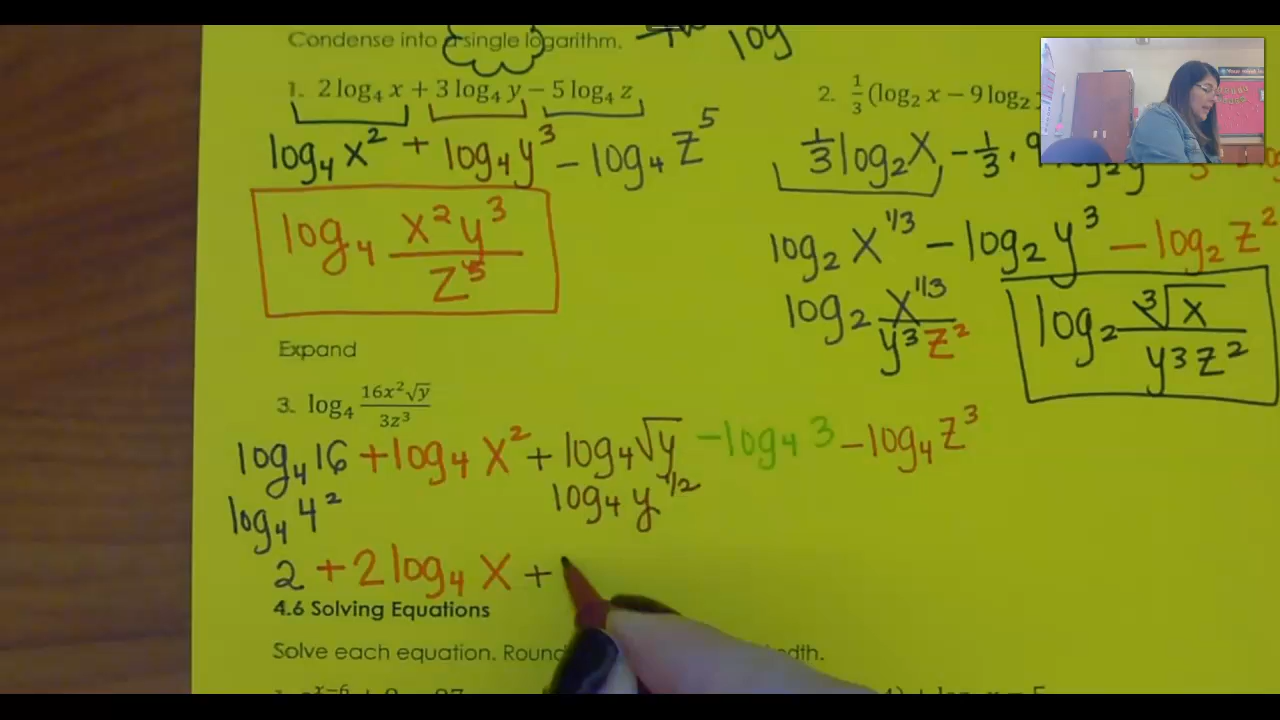 Condense into a single logarithm.
log
1. 2 log₄ x + 3 log₄ y − 5 log₄ z
log₄ x² + log₄ y³ − log₄ z⁵
log₄ x²y³/z⁵
2. 1/3 (log₂ x − 9 log₂
1/3 log₂ x − 1/3 ·
log₂ x^1/3 − log₂ y³ − log₂ z²
log₂ x^1/3 / y³ z²
log₂ ∛x / y³z²
Expand
3. log₄ 16x²√y / 3z³
log₄ 16 + log₄ x² + log₄ √y − log₄ 3 − log₄ z³
log₄ 4² log₄ y^1/2
2 + 2 log₄ x +
4.6 Solving Equations
Solve each equation. Round